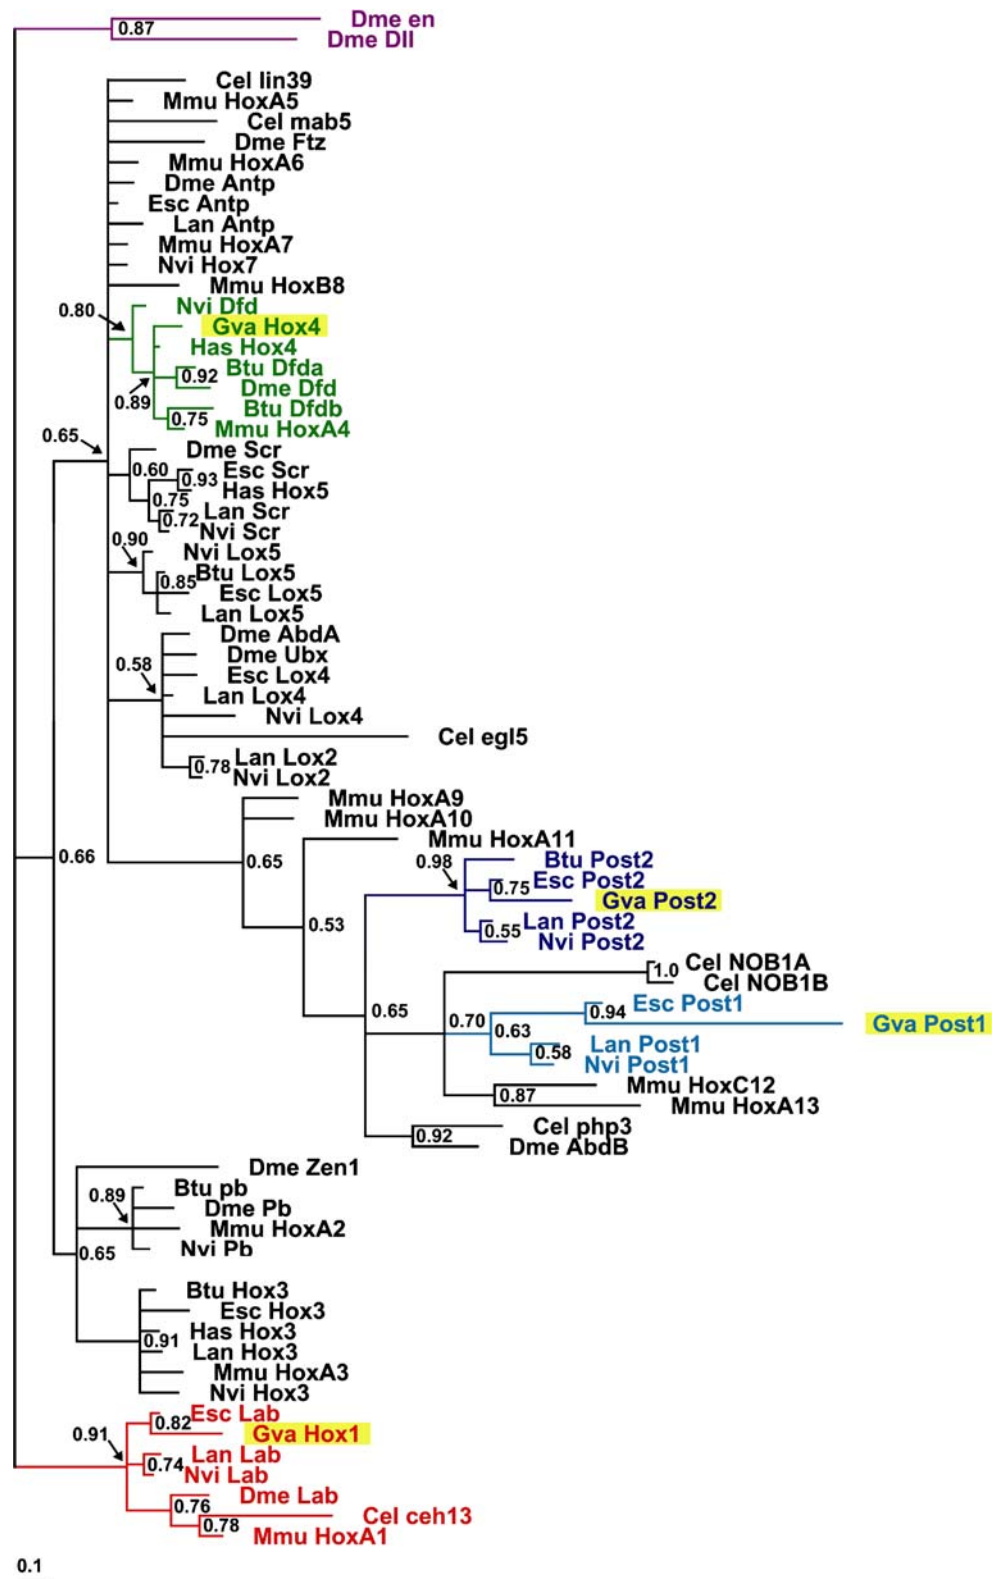 Dme en
0.87
Dme Dll
Cel lin39
Mmu HoxA5
Cel mab5
Dme Ftz
Mmu HoxA6
Dme Antp
Esc Antp
Lan Antp
Mmu HoxA7
Nvi Hox7
Mmu HoxB8
Nvi Dfd
0.80
Gva Hox4
Has Hox4
Btu Dfda
0.92
Dme Dfd
0.89
Btu Dfdb
0.75
Mmu HoxA4
0.65
Dme Scr
0.60
Esc Scr
0.93
Has Hox5
0.75
Lan Scr
0.72
Nvi Scr
0.90
Nvi Lox5
Btu Lox5
0.85
Esc Lox5
Lan Lox5
Dme AbdA
Dme Ubx
0.58
Esc Lox4
Lan Lox4
Nvi Lox4
Cel egl5
Lan Lox2
0.78
Nvi Lox2
Mmu HoxA9
Mmu HoxA10
Mmu HoxA11
0.66
0.65
0.98
Btu Post2
Esc Post2
0.75
Gva Post2
Lan Post2
0.53
0.55
Nvi Post2
Cel NOB1A
1.0
Cel NOB1B
Esc Post1
0.65
0.94
0.70
Gva Post1
0.63
Lan Post1
0.58
Nvi Post1
Mmu HoxC12
0.87
Mmu HoxA13
Cel php3
0.92
Dme AbdB
Dme Zen1
Btu pb
0.89
Dme Pb
Mmu HoxA2
Nvi Pb
0.65
Btu Hox3
Esc Hox3
Has Hox3
0.91
Lan Hox3
Mmu HoxA3
Nvi Hox3
Esc Lab
0.82
Gva Hox1
0.91
Lan Lab
0.74
Nvi Lab
Dme Lab
0.76
Cel ceh13
0.78
Mmu HoxA1
0.1